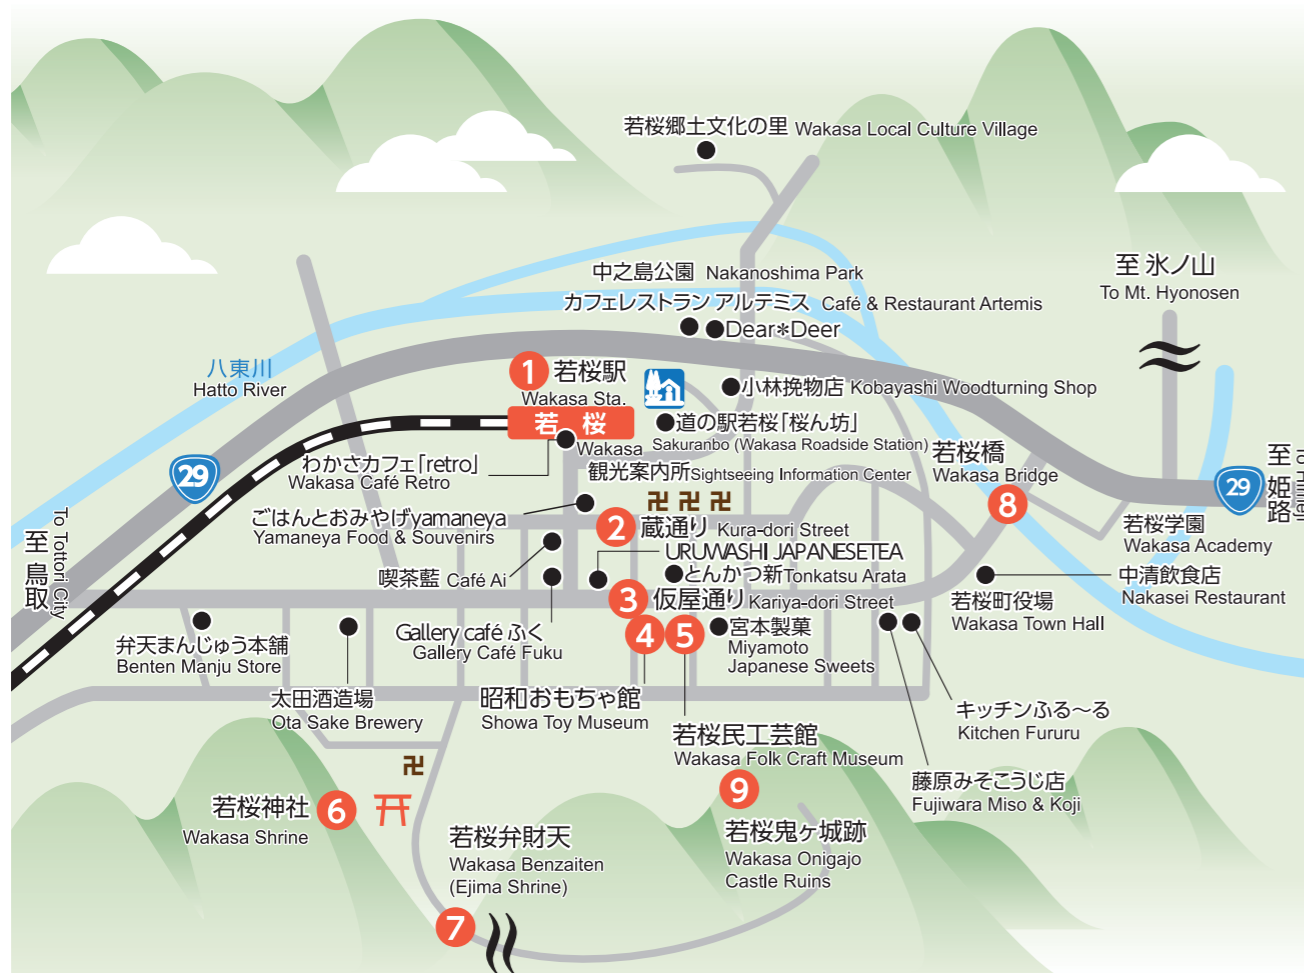 若桜郷土文化の里 Wakasa Local Culture Village
中之島公園 Nakanoshima Park
至 氷ノ山
To Mt. Hyonosen
カフェレストラン アルテミス Café & Restaurant Artemis
Dear*Deer
八東川
Hatto River
1 若桜駅
Wakasa Sta.
小林挽物店 Kobayashi Woodturning Shop
若 桜
Wakasa
道の駅若桜「桜ん坊」
Sakuranbo (Wakasa Roadside Station)
若桜橋
Wakasa Bridge
8
わかさカフェ「retro」
Wakasa Café Retro
観光案内所 Sightseeing Information Center
29
29
至 姫路
To Himeji
ごはんとおみやげyamaneya
Yamaneya Food & Souvenirs
卍 卍 卍
2 蔵通り Kura-dori Street
若桜学園
Wakasa Academy
至 鳥取
To Tottori City
URUWASHI JAPANESETEA
喫茶藍 Café Ai
とんかつ新 Tonkatsu Arata
中清飲食店
Nakasei Restaurant
3 仮屋通り Kariya-dori Street
若桜町役場
Wakasa Town Hall
弁天まんじゅう本舗
Benten Manju Store
Gallery café ふく
Gallery Café Fuku
4 5
宮本製菓
Miyamoto
Japanese Sweets
太田酒造場
Ota Sake Brewery
昭和おもちゃ館
Showa Toy Museum
キッチンふる〜る
Kitchen Fururu
若桜民工芸館
Wakasa Folk Craft Museum
藤原みそこうじ店
Fujiwara Miso & Koji
卍
若桜神社 6
Wakasa Shrine
9
若桜鬼ヶ城跡
Wakasa Onigajo
Castle Ruins
若桜弁財天
Wakasa Benzaiten
(Ejima Shrine)
7